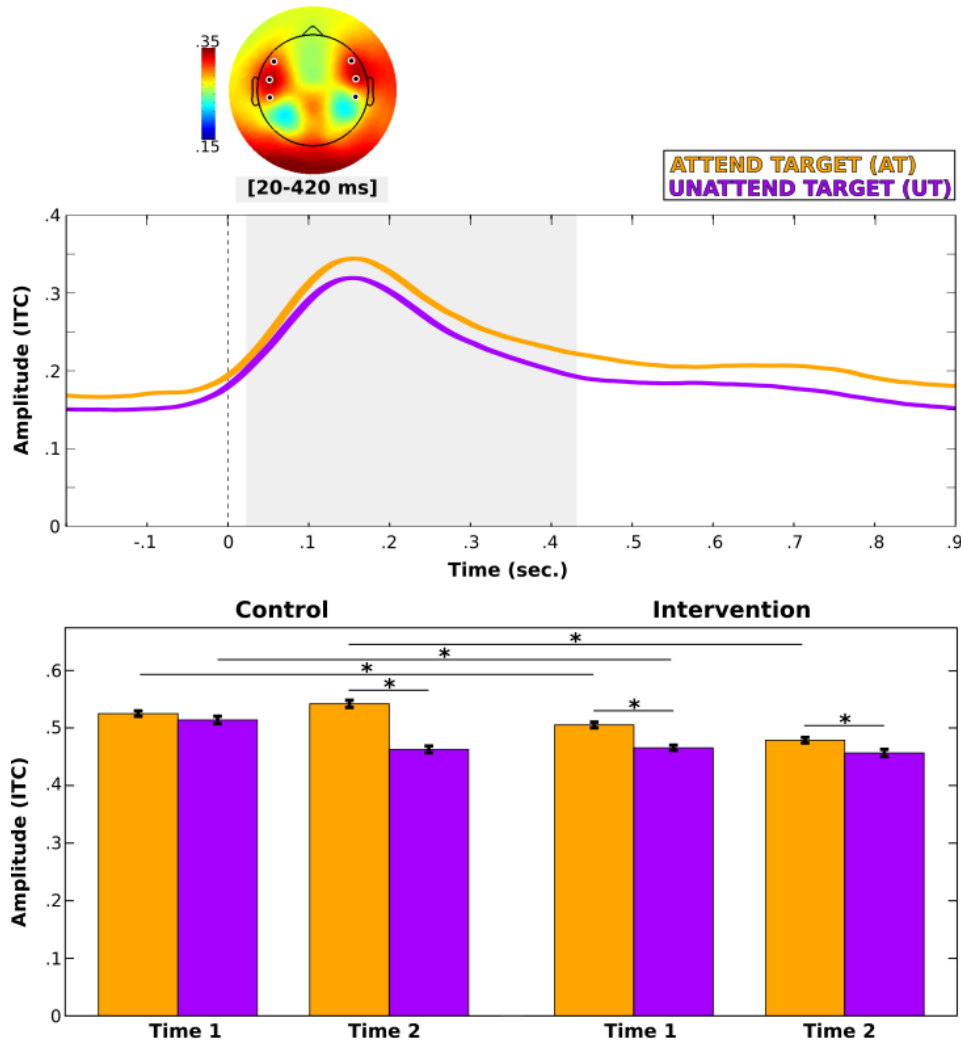 .35
.15
[20-420 ms]
ATTEND TARGET (AT)
UNATTEND TARGET (UT)
.4
.3
.2
.1
0
Amplitude (ITC)
-.1 0 .1 .2 .3 .4 .5 .6 .7 .8 .9
Time (sec.)
Control Intervention
.6
.5
.4
.3
.2
.1
0
Amplitude (ITC)
* * * * * *
Time 1 Time 2 Time 1 Time 2